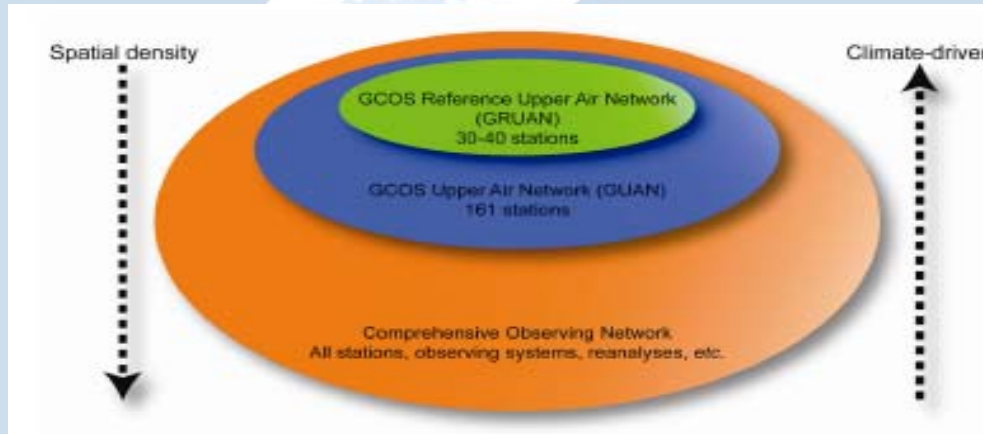 Spatial density
Climate-driven
GCOS Reference Upper Air Network
(GRUAN)
30-40 stations
GCOS Upper Air Network (GUAN)
161 stations
Comprehensive Observing Network
All stations, observing systems, reanalyses, etc.